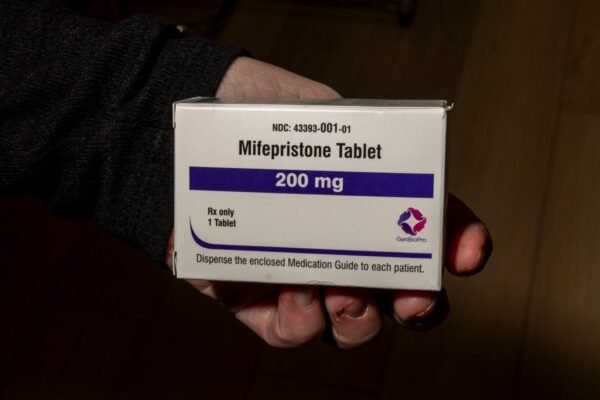 NDC: 43393-001-01
Mifepristone Tablet
200 mg
Rx only
1 Tablet
GenBioPro
Dispense the enclosed Medication Guide to each patient.